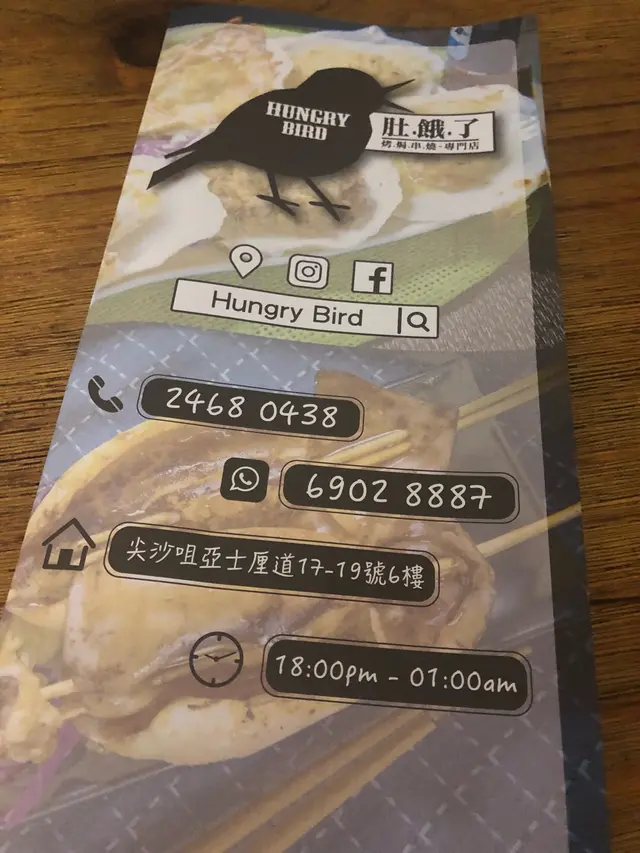 HUNGRY
BIRD
肚.餓.了
烤.焗.串.燒-專門店
Hungry Bird
2468 0438
6902 8887
尖沙咀亞士厘道17-19號6樓
18:00pm - 01:00am